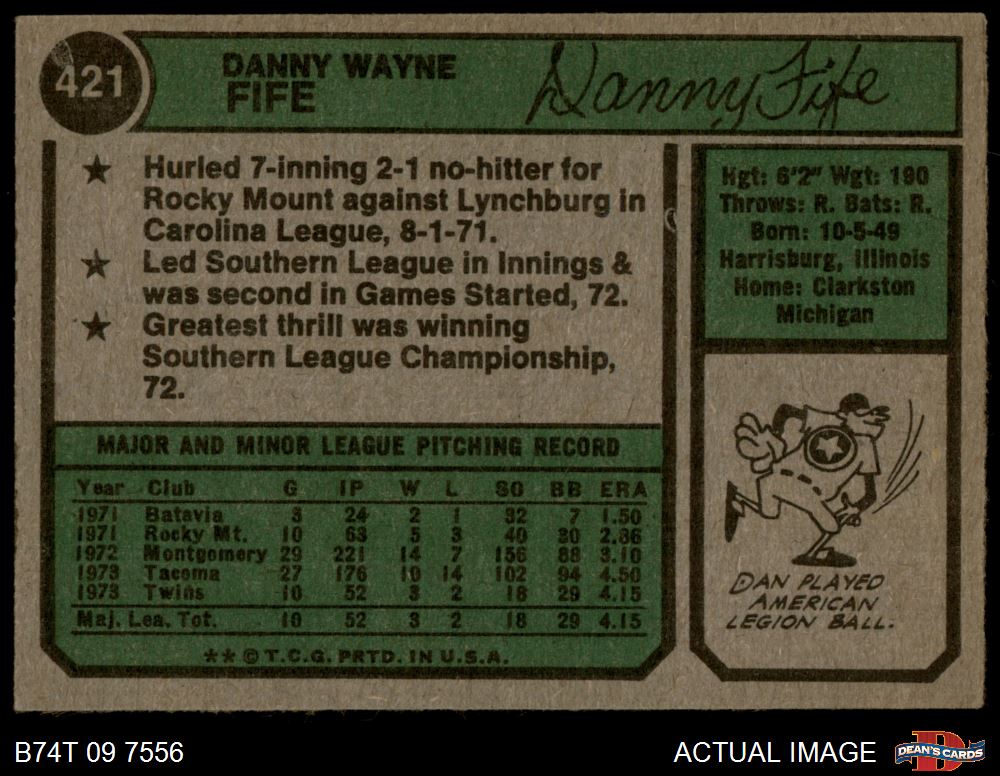 421
DANNY WAYNE
FIFE
Danny Fife
★ Hurled 7-inning 2-1 no-hitter for
Rocky Mount against Lynchburg in
Carolina League, 8-1-71.
★ Led Southern League in Innings &
was second in Games Started, 72.
★ Greatest thrill was winning
Southern League Championship,
72.
Hgt: 6'2" Wgt: 190
Throws: R. Bats: R.
Born: 10-5-49
Harrisburg, Illinois
Home: Clarkston
Michigan
MAJOR AND MINOR LEAGUE PITCHING RECORD
Year Club G IP W L SO BB ERA
1971 Batavia 3 24 2 1 32 7 1.50
1971 Rocky Mt. 10 63 5 3 40 30 2.86
1972 Montgomery 29 221 14 7 156 88 3.10
1973 Tacoma 27 176 10 14 102 94 4.50
1973 Twins 10 52 3 2 18 29 4.15
Maj. Lea. Tot. 10 52 3 2 18 29 4.15
** © T.C.G. PRTD. IN U.S.A.
DAN PLAYED
AMERICAN
LEGION BALL.
B74T 09 7556
ACTUAL IMAGE
DEAN'S CARDS